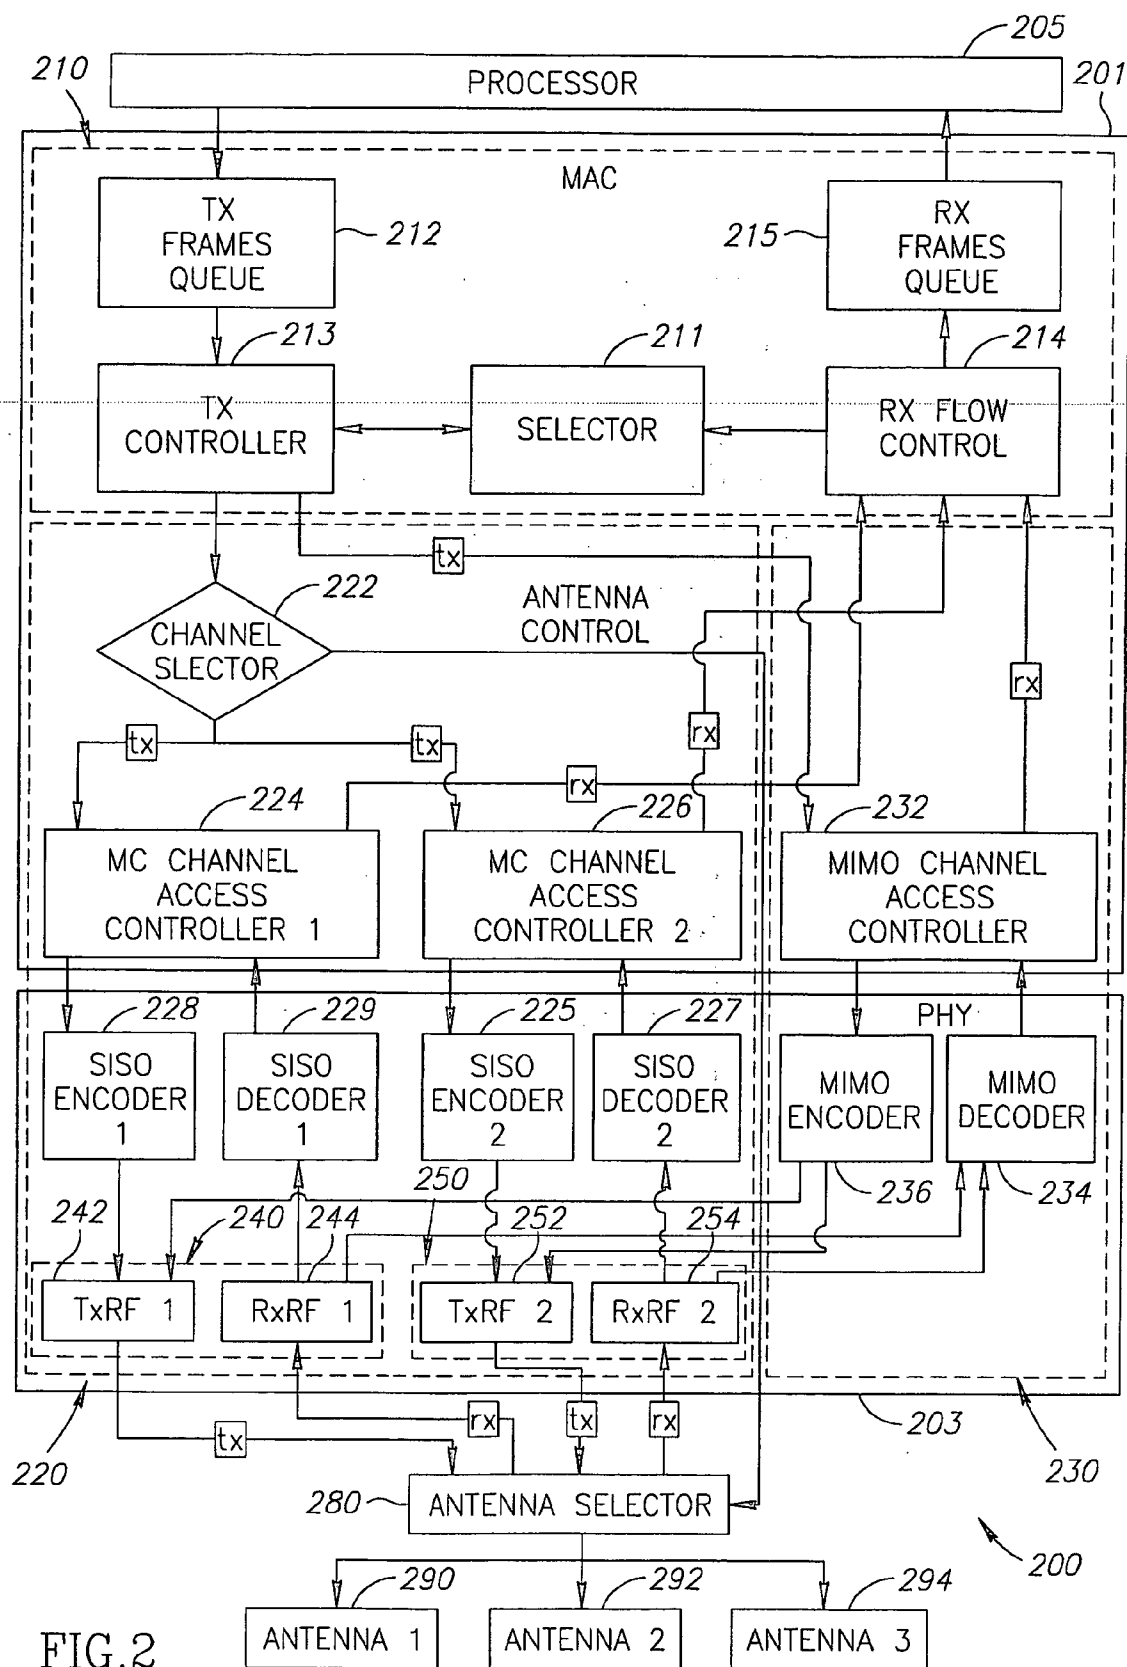 205
PROCESSOR
210
201
MAC
TX
FRAMES
QUEUE
212
215
RX
FRAMES
QUEUE
213
211
214
TX
CONTROLLER
SELECTOR
RX FLOW
CONTROL
tx
222
CHANNEL
SLECTOR
ANTENNA
CONTROL
rx
tx
tx
rx
rx
224
226
232
MC CHANNEL
ACCESS
CONTROLLER 1
MC CHANNEL
ACCESS
CONTROLLER 2
MIMO CHANNEL
ACCESS
CONTROLLER
228
229
225
227
PHY
SISO
ENCODER
1
SISO
DECODER
1
SISO
ENCODER
2
SISO
DECODER
2
MIMO
ENCODER
MIMO
DECODER
236
234
242
240
244
250
252
254
TxRF 1
RxRF 1
TxRF 2
RxRF 2
tx
rx
tx
rx
203
220
230
280
ANTENNA SELECTOR
200
290
292
294
ANTENNA 1
ANTENNA 2
ANTENNA 3
FIG.2